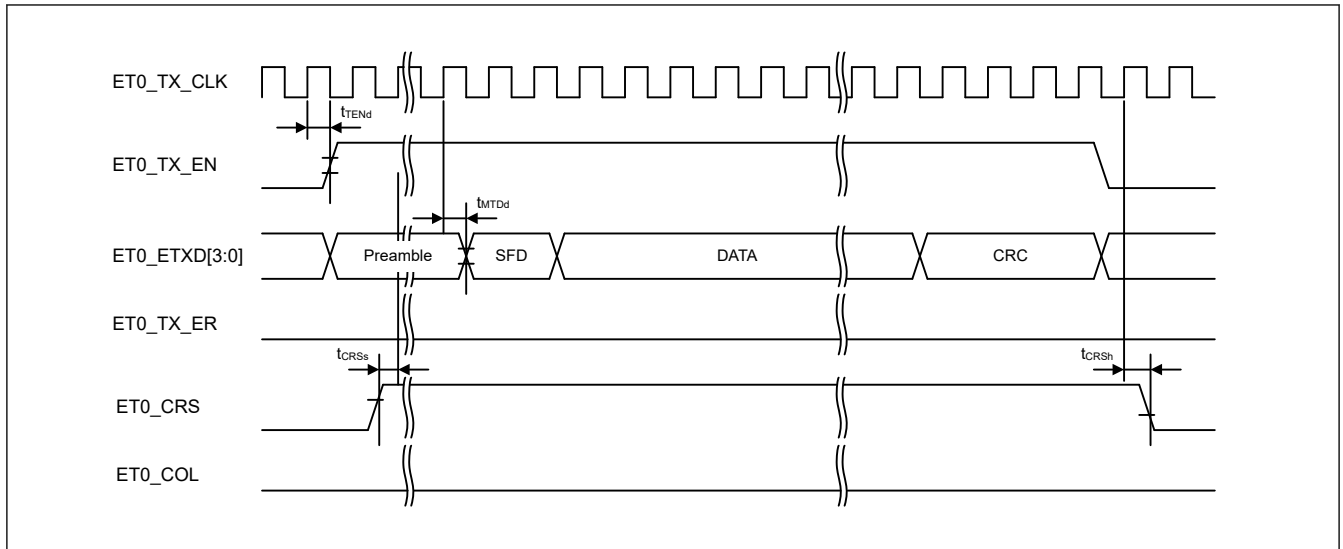 ET0_TX_CLK
tTENd
ET0_TX_EN
tMTDd
ET0_ETXD[3:0]
Preamble SFD DATA CRC
ET0_TX_ER
tCRSs tCRSh
ET0_CRS
ET0_COL